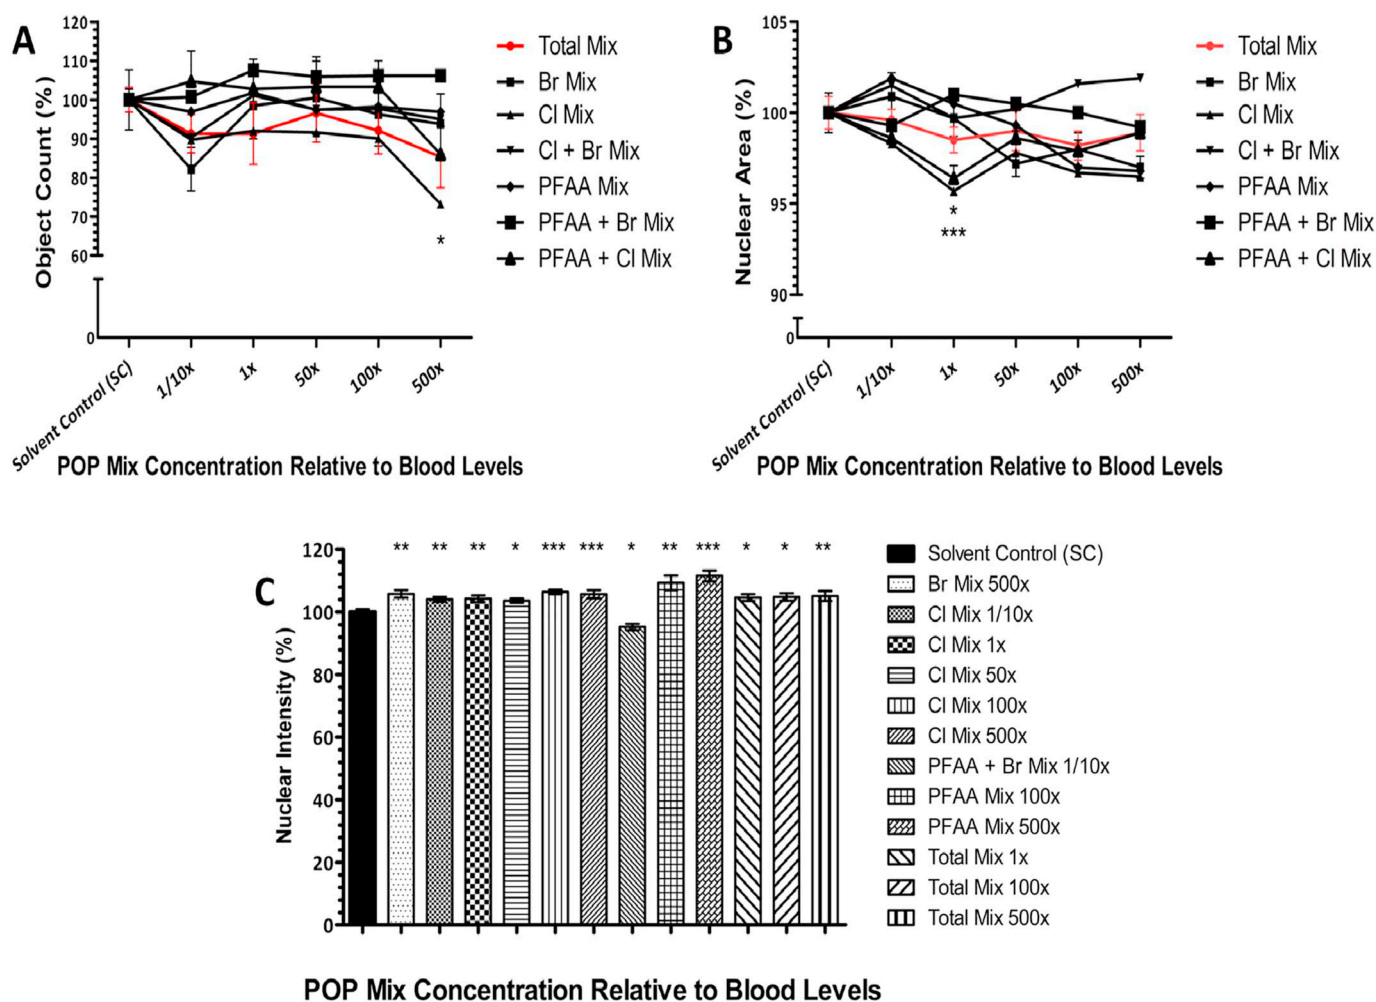 A
Object Count (%)
120
110
100
90
80
70
60
0
*
Solvent Control (SC)
1/10x
1x
50x
100x
500x
POP Mix Concentration Relative to Blood Levels
Total Mix
Br Mix
Cl Mix
Cl + Br Mix
PFAA Mix
PFAA + Br Mix
PFAA + Cl Mix
B
Nuclear Area (%)
105
100
95
90
0
*
***
Solvent Control (SC)
1/10x
1x
50x
100x
500x
POP Mix Concentration Relative to Blood Levels
Total Mix
Br Mix
Cl Mix
Cl + Br Mix
PFAA Mix
PFAA + Br Mix
PFAA + Cl Mix
C
Nuclear Intensity (%)
120
100
80
60
40
20
0
** ** ** * *** *** * ** *** * * **
POP Mix Concentration Relative to Blood Levels
Solvent Control (SC)
Br Mix 500x
Cl Mix 1/10x
Cl Mix 1x
Cl Mix 50x
Cl Mix 100x
Cl Mix 500x
PFAA + Br Mix 1/10x
PFAA Mix 100x
PFAA Mix 500x
Total Mix 1x
Total Mix 100x
Total Mix 500x